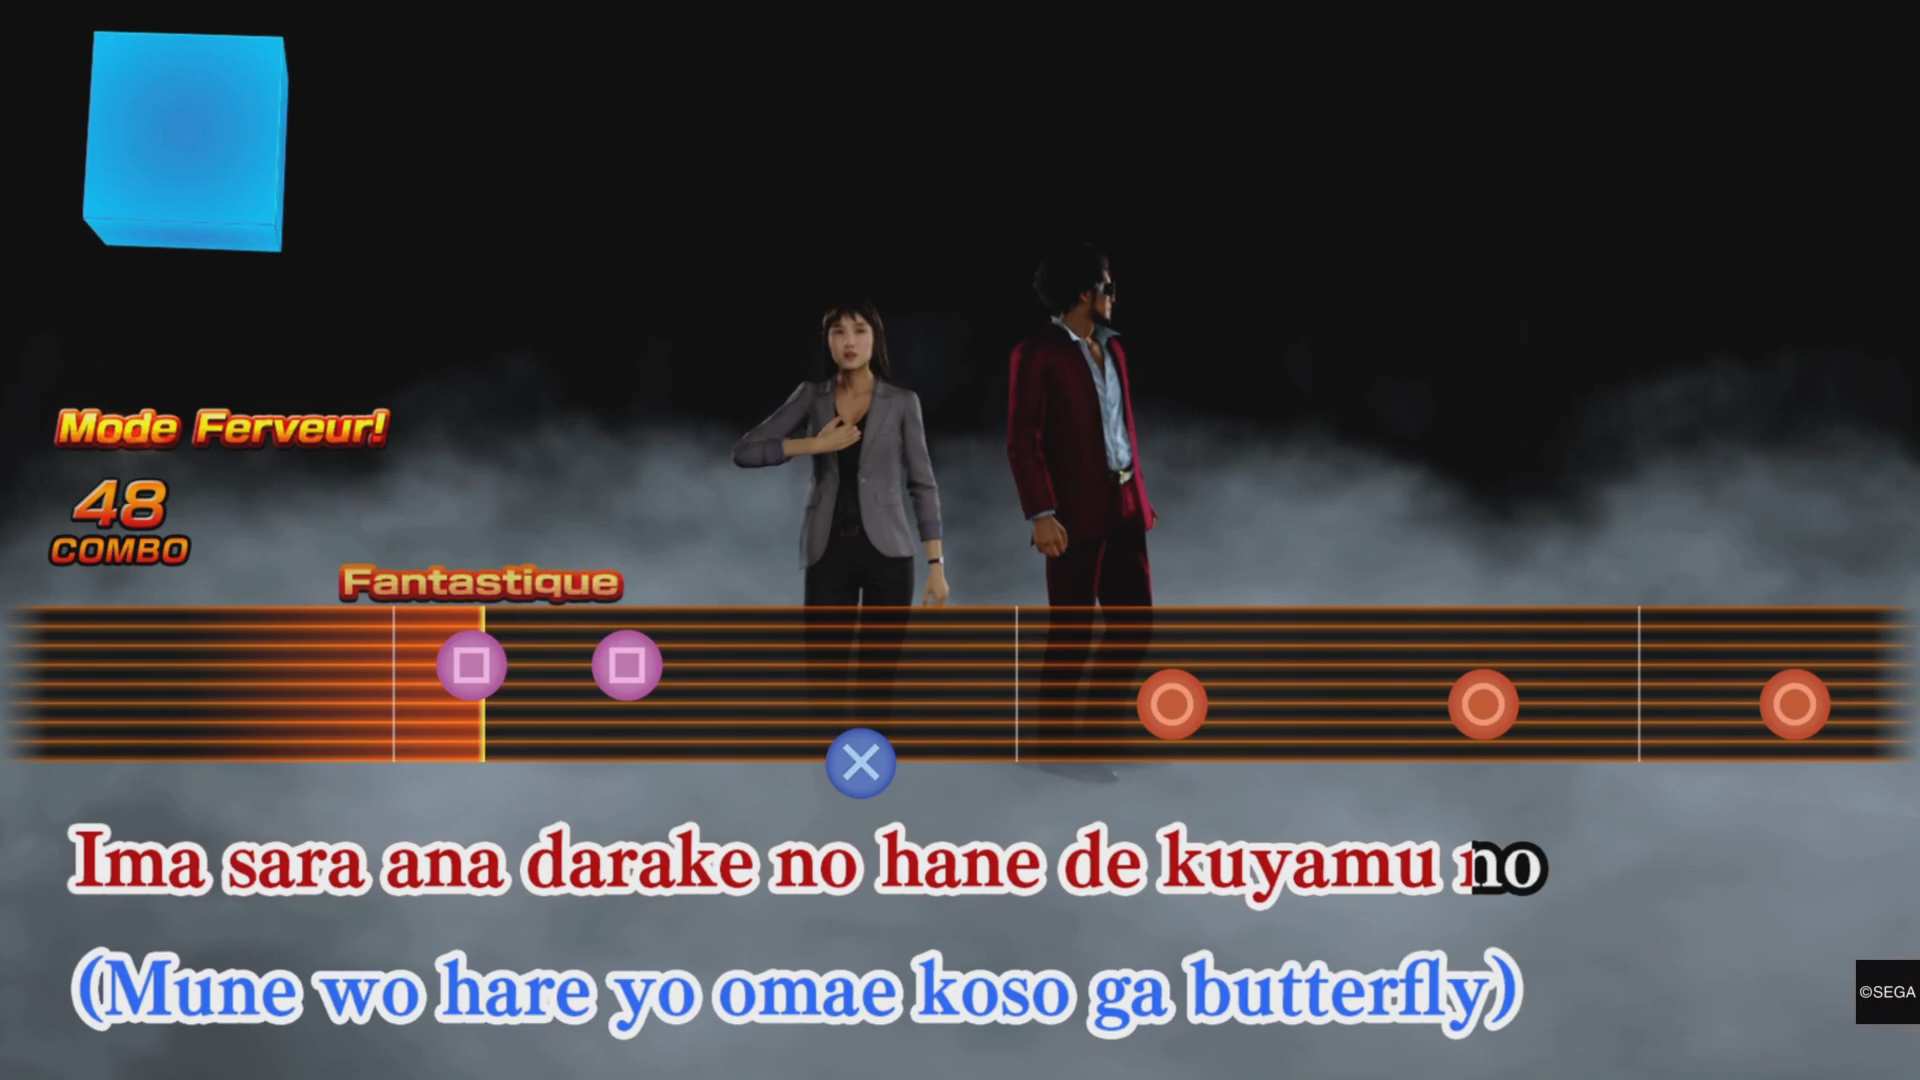 Mode Ferveur!
48
COMBO
Fantastique
Ima sara ana darake no hane de kuyamu no
(Mune wo hare yo omae koso ga butterfly)
©SEGA